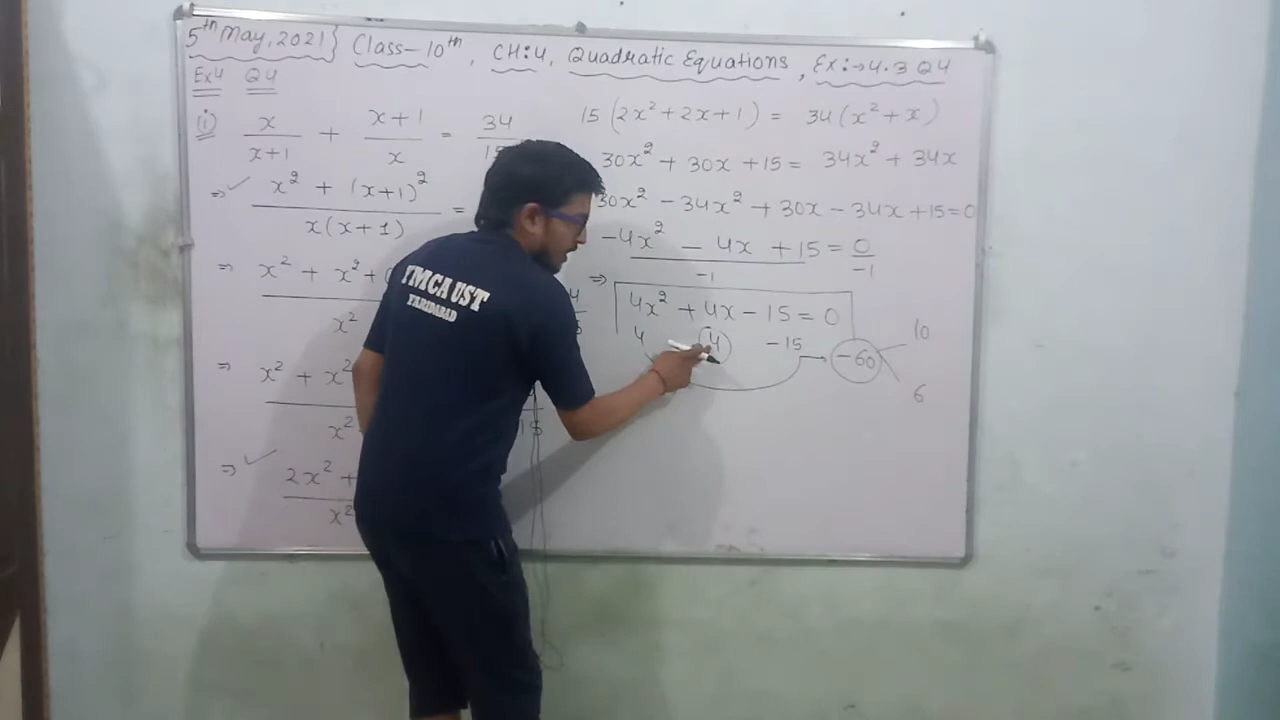 5th May, 2021} Class-10th, CH:4, Quadratic Equations, Ex:→4.3 Q4
Ex4 Q4
(i) x/x+1 + x+1/x = 34/15
⇒ x² + (x+1)² / x(x+1) =
⇒ x² + x² +
x²
⇒ x² + x²
x² 15
⇒ 2x² +
x²
15(2x²+2x+1) = 34(x²+x)
30x² + 30x + 15 = 34x² + 34x
30x² - 34x² + 30x - 34x + 15 = 0
-4x² - 4x + 15 / -1 = 0 / -1
⇒ 4x² + 4x - 15 = 0
4 4 -15 → -60 10
6
YMCA UST
FARIDABAD